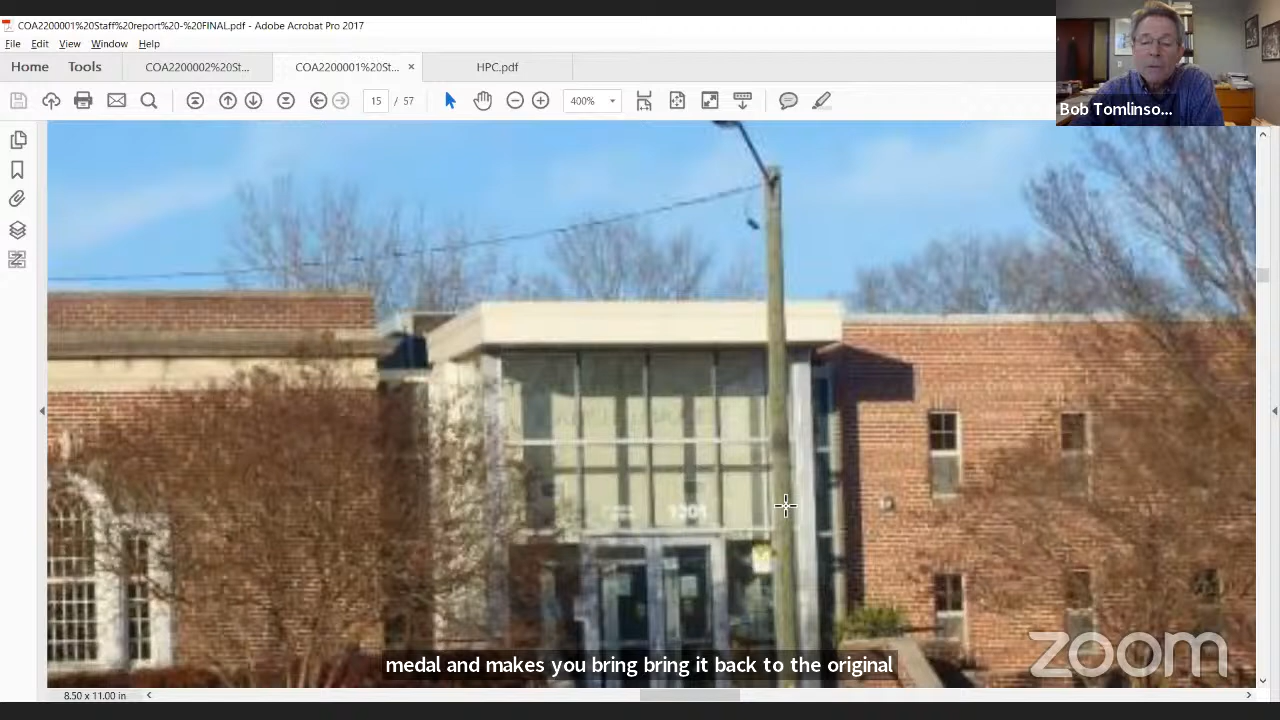 COA2200001%20Staff%20report%20-%20FINAL.pdf - Adobe Acrobat Pro 2017
File Edit View Window Help
Home Tools COA2200002%20St... COA2200001%20St... × HPC.pdf
/ 57 400%
Bob Tomlinso...
1201
medal and makes you bring bring it back to the original
zoom
8.50 x 11.00 in